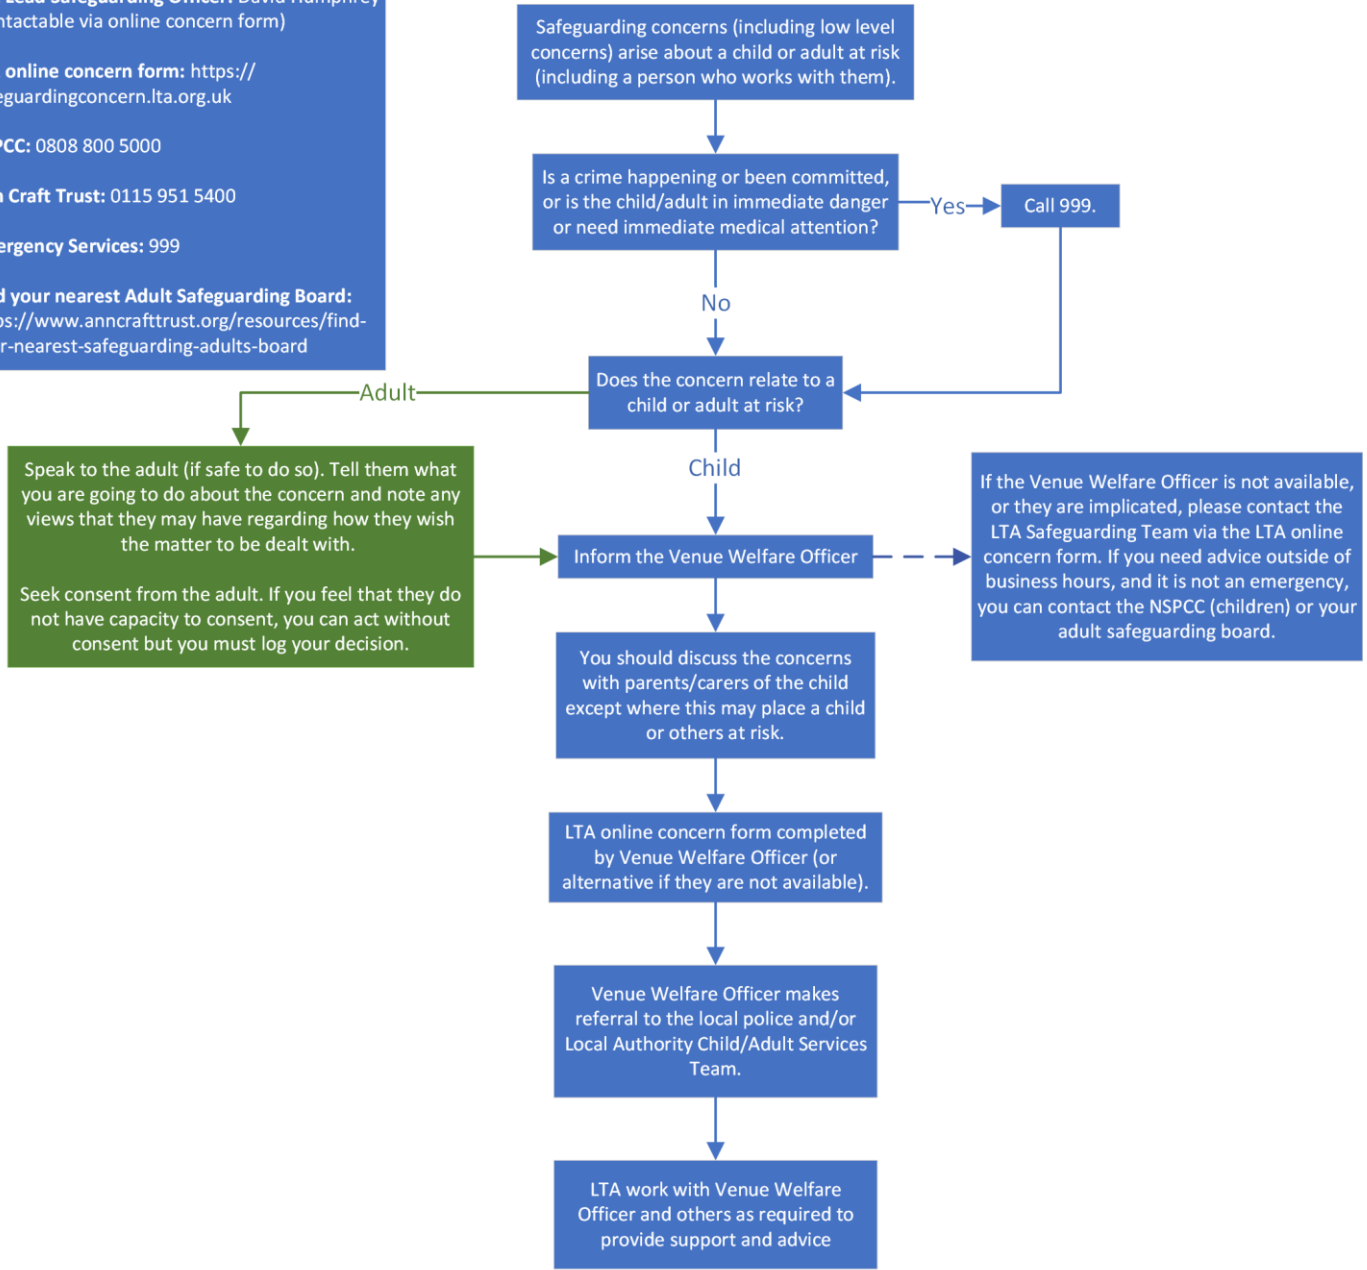 Lead Safeguarding Officer: David Humphrey
ntactable via online concern form)
online concern form: https://
eguardingconcern.lta.org.uk
PCC: 0808 800 5000
n Craft Trust: 0115 951 5400
ergency Services: 999
d your nearest Adult Safeguarding Board:
ps://www.anncrafttrust.org/resources/find-
r-nearest-safeguarding-adults-board
Safeguarding concerns (including low level
concerns) arise about a child or adult at risk
(including a person who works with them).
Is a crime happening or been committed,
or is the child/adult in immediate danger
or need immediate medical attention?
Yes
Call 999.
No
Does the concern relate to a
child or adult at risk?
Adult
Speak to the adult (if safe to do so). Tell them what
you are going to do about the concern and note any
views that they may have regarding how they wish
the matter to be dealt with.
Seek consent from the adult. If you feel that they do
not have capacity to consent, you can act without
consent but you must log your decision.
Child
Inform the Venue Welfare Officer
If the Venue Welfare Officer is not available,
or they are implicated, please contact the
LTA Safeguarding Team via the LTA online
concern form. If you need advice outside of
business hours, and it is not an emergency,
you can contact the NSPCC (children) or your
adult safeguarding board.
You should discuss the concerns
with parents/carers of the child
except where this may place a child
or others at risk.
LTA online concern form completed
by Venue Welfare Officer (or
alternative if they are not available).
Venue Welfare Officer makes
referral to the local police and/or
Local Authority Child/Adult Services
Team.
LTA work with Venue Welfare
Officer and others as required to
provide support and advice